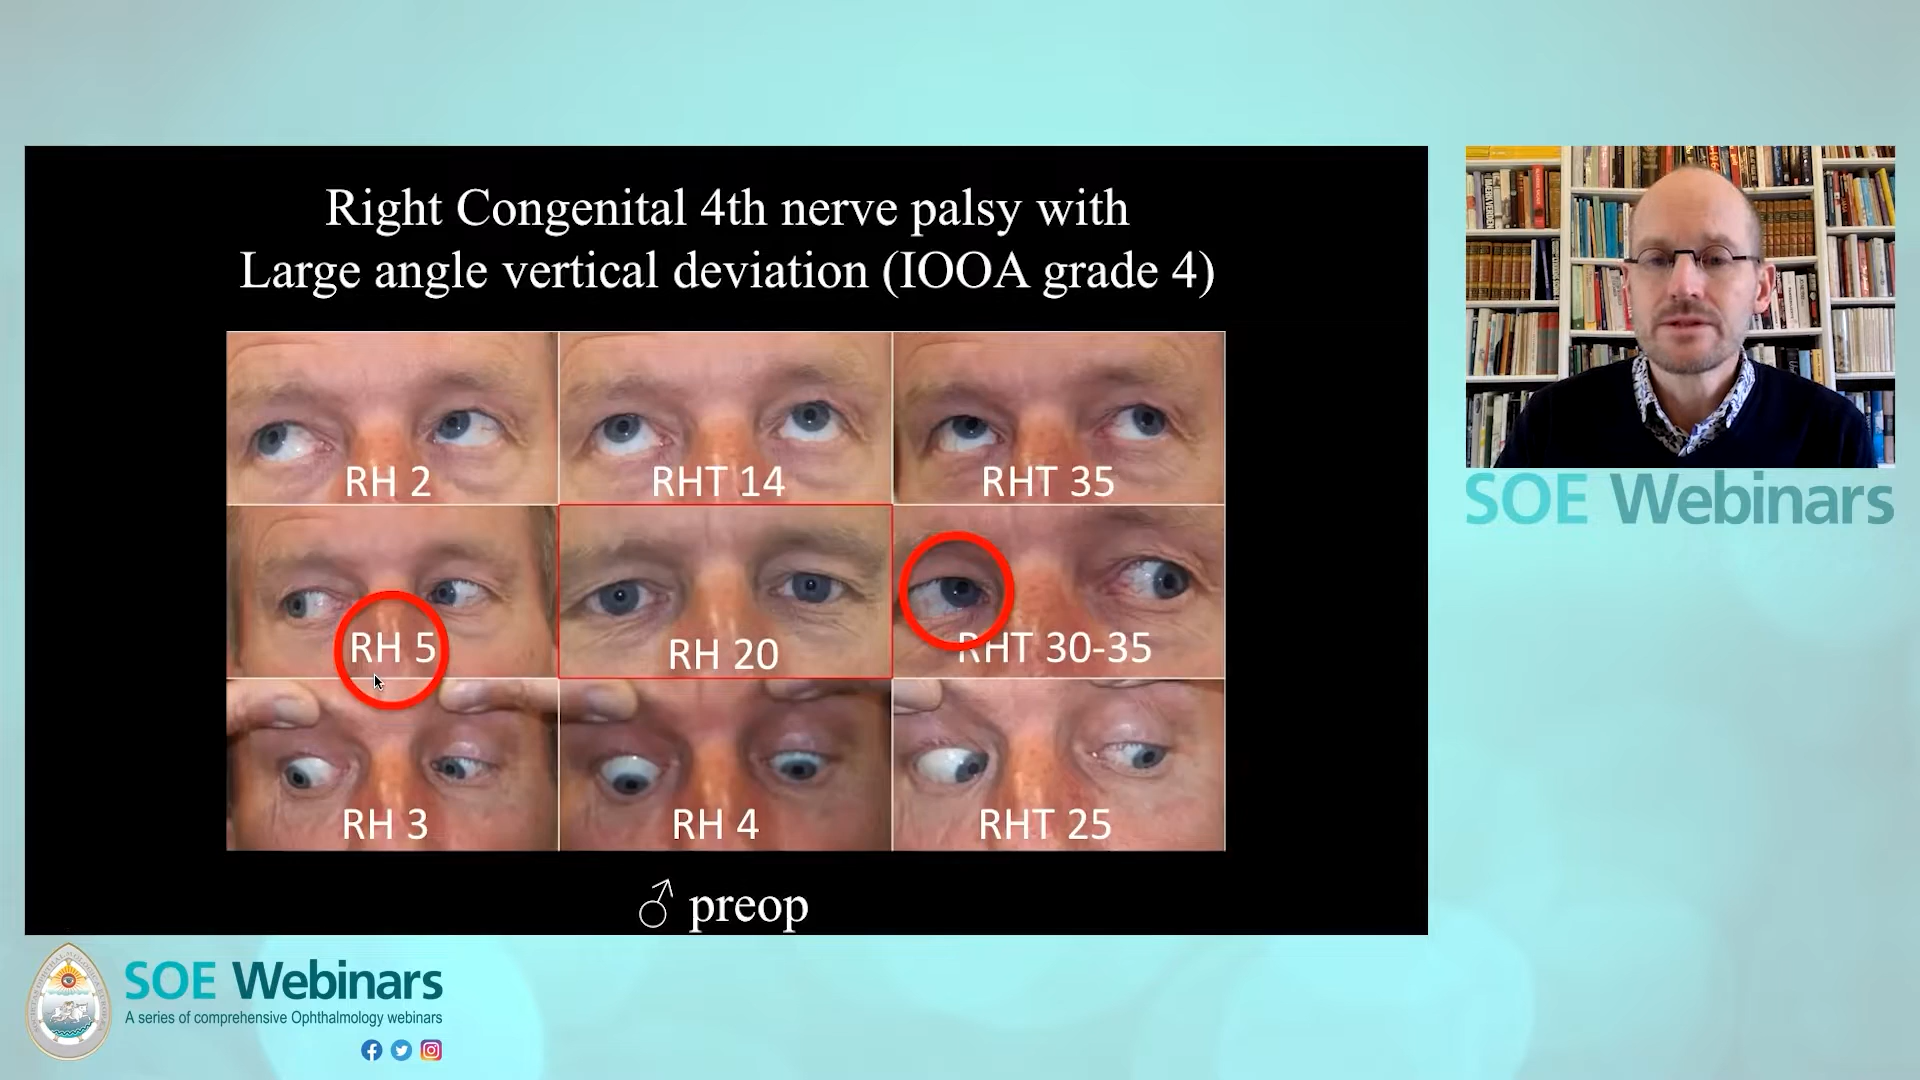 Right Congenital 4th nerve palsy with
Large angle vertical deviation (IOOA grade 4)
RH 2
RHT 14
RHT 35
RH 5
RH 20
RHT 30-35
RH 3
RH 4
RHT 25
♂ preop
SOE Webinars
SOE Webinars
A series of comprehensive Ophthalmology webinars